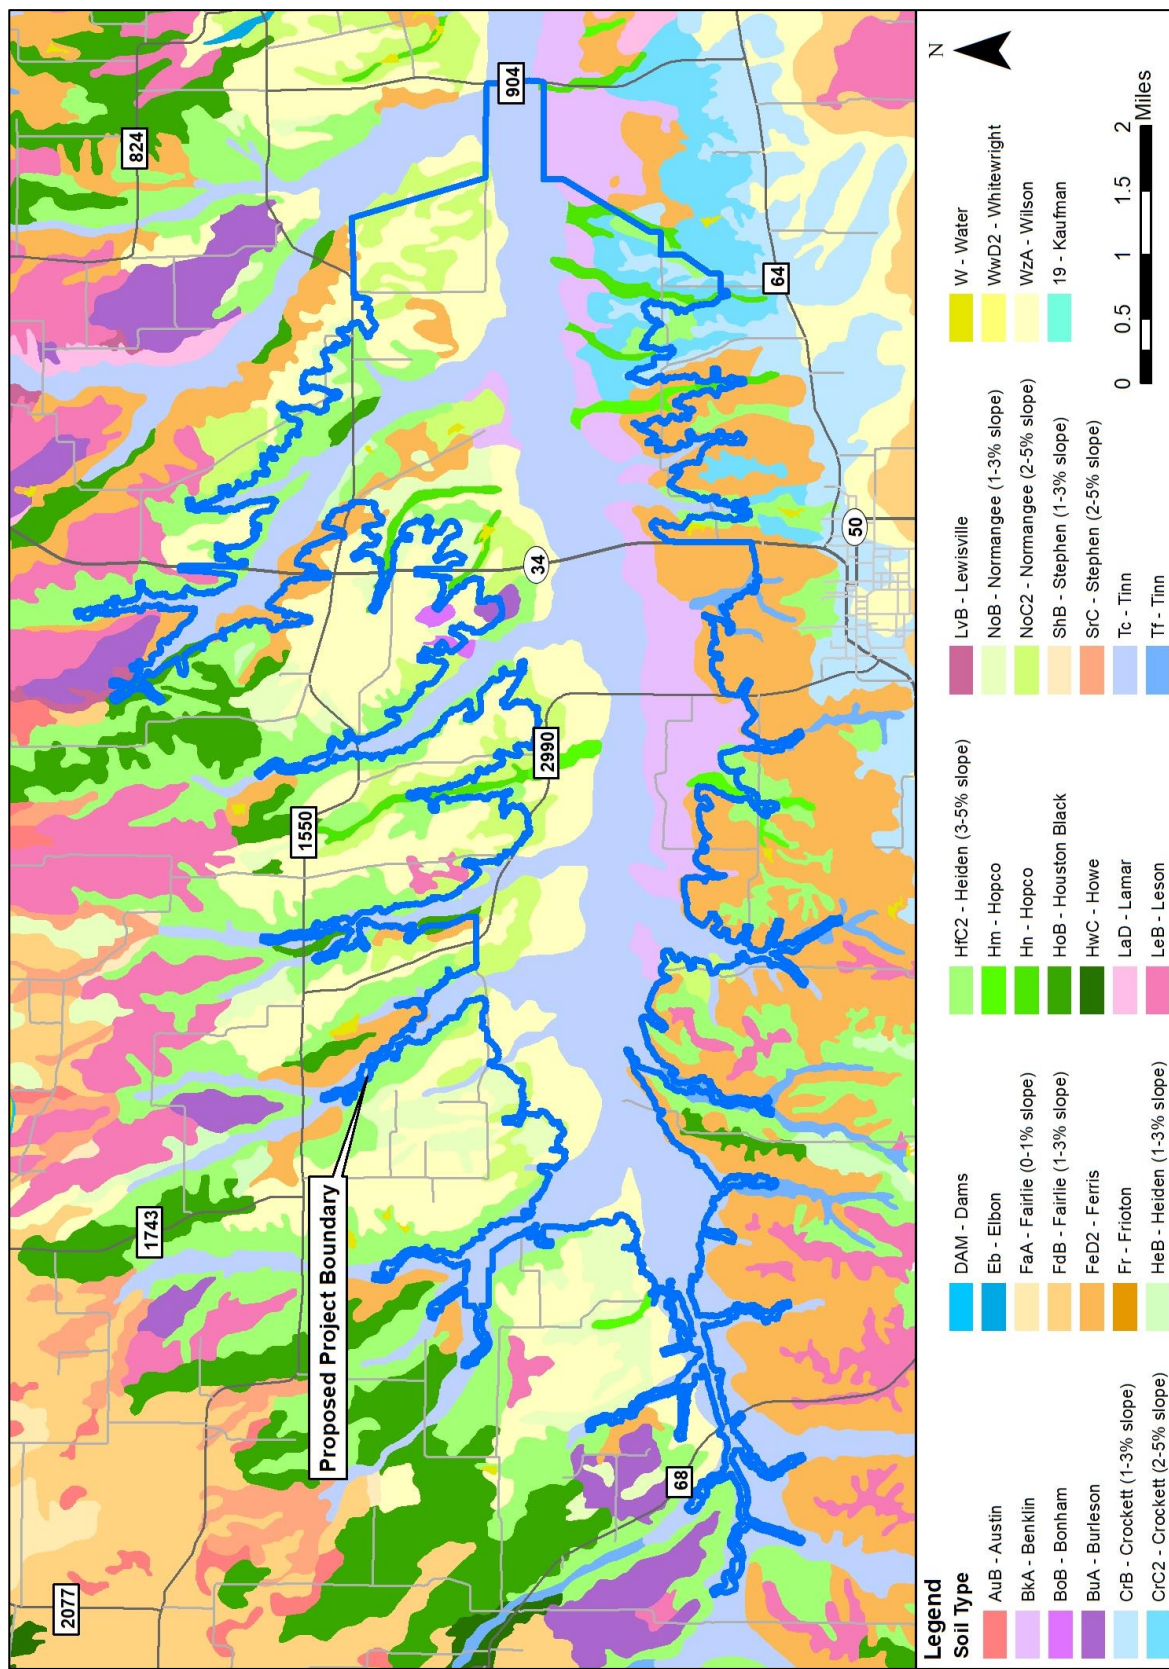 2077
1743
1550
824
904
2990
34
68
64
50
Proposed Project Boundary
Legend
Soil Type
AuB - Austin
BkA - Benklin
BoB - Bonham
BuA - Burleson
CrB - Crockett (1-3% slope)
CrC2 - Crockett (2-5% slope)
DAM - Dams
Eb - Elbon
FaA - Fairlie (0-1% slope)
FdB - Fairlie (1-3% slope)
FeD2 - Ferris
Fr - Frioton
HeB - Heiden (1-3% slope)
HfC2 - Heiden (3-5% slope)
Hm - Hopco
Hn - Hopco
HoB - Houston Black
HwC - Howe
LaD - Lamar
LeB - Leson
LvB - Lewisville
NoB - Normangee (1-3% slope)
NoC2 - Normangee (2-5% slope)
ShB - Stephen (1-3% slope)
SrC - Stephen (2-5% slope)
Tc - Tinn
Tf - Tinn
W - Water
WwD2 - Whitewright
WzA - Wilson
19 - Kaufman
N
0 0.5 1 1.5 2
Miles